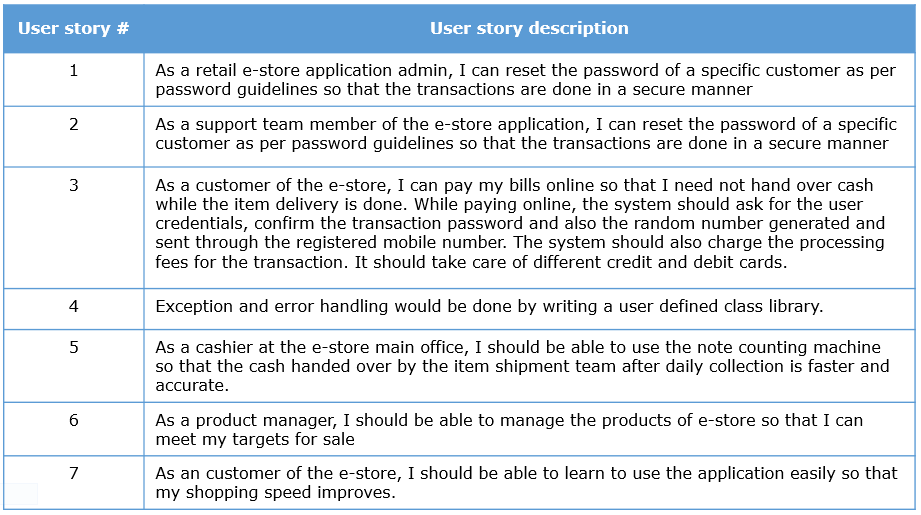 User story # User story description
1 As a retail e-store application admin, I can reset the password of a specific customer as per
password guidelines so that the transactions are done in a secure manner
2 As a support team member of the e-store application, I can reset the password of a specific
customer as per password guidelines so that the transactions are done in a secure manner
3 As a customer of the e-store, I can pay my bills online so that I need not hand over cash
while the item delivery is done. While paying online, the system should ask for the user
credentials, confirm the transaction password and also the random number generated and
sent through the registered mobile number. The system should also charge the processing
fees for the transaction. It should take care of different credit and debit cards.
4 Exception and error handling would be done by writing a user defined class library.
5 As a cashier at the e-store main office, I should be able to use the note counting machine
so that the cash handed over by the item shipment team after daily collection is faster and
accurate.
6 As a product manager, I should be able to manage the products of e-store so that I can
meet my targets for sale
7 As an customer of the e-store, I should be able to learn to use the application easily so that
my shopping speed improves.